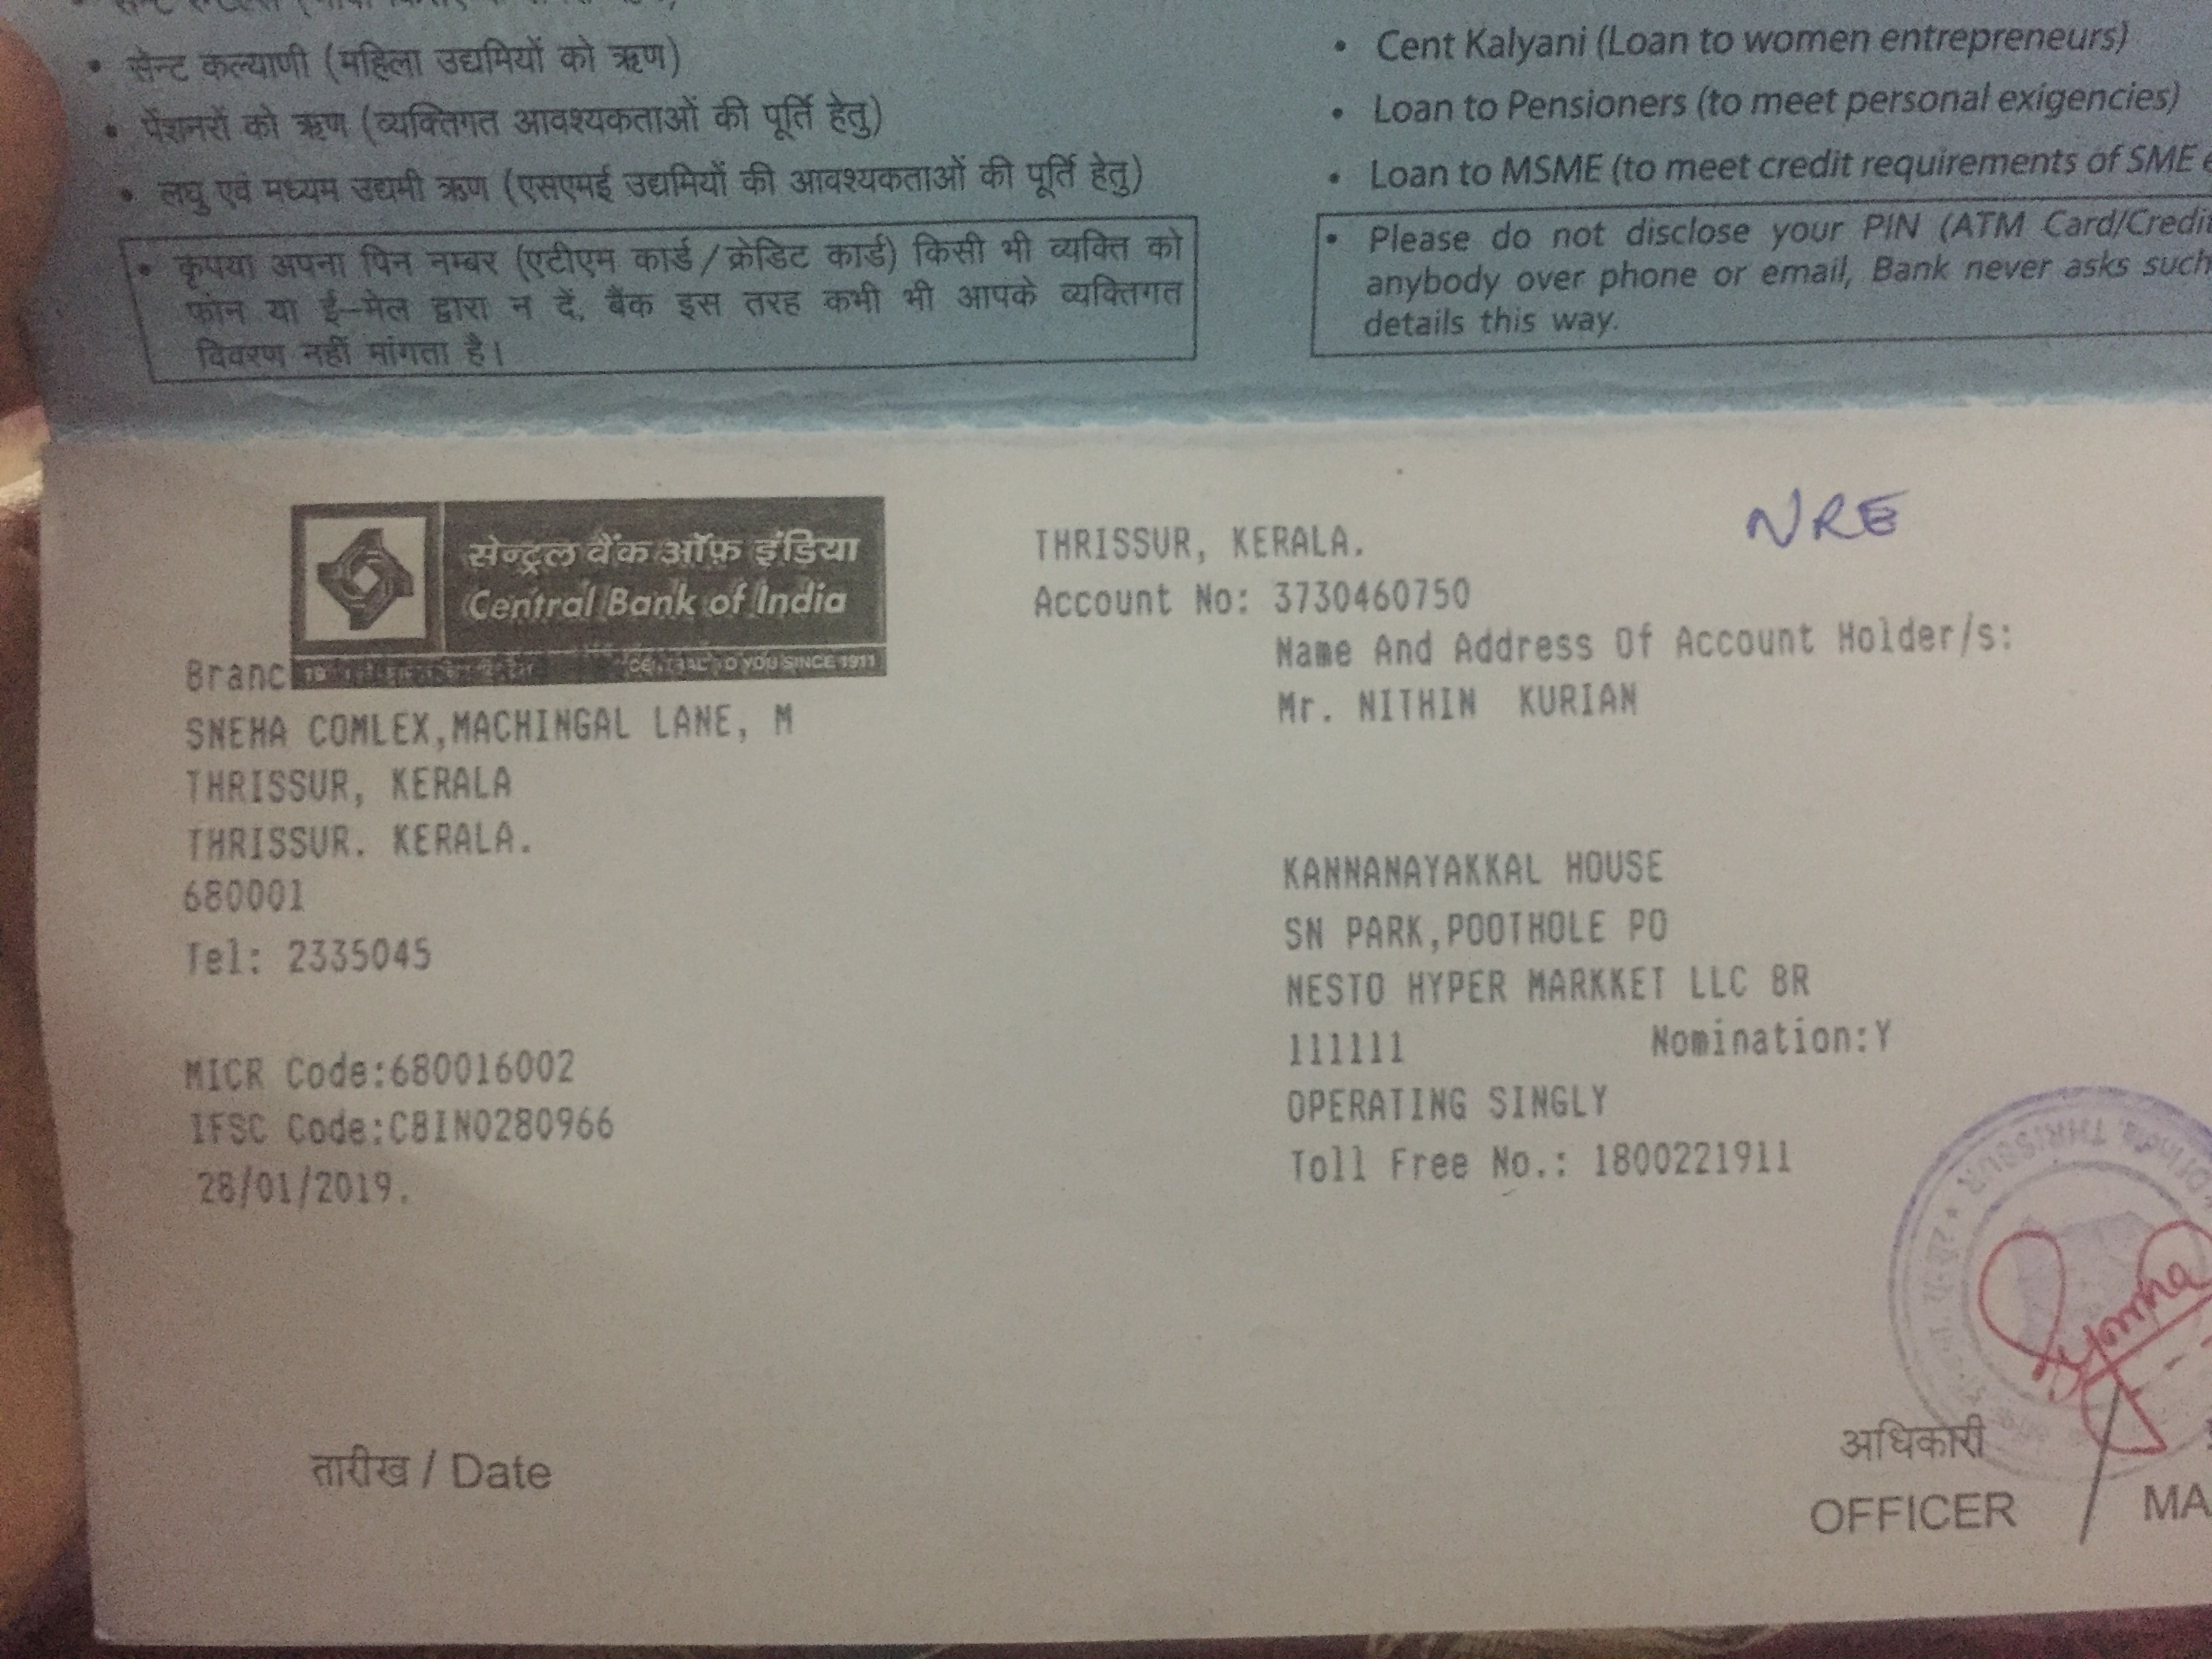 सेन्ट कल्याणी (महिला उद्यमियों को ऋण)
पेंशनरों को ऋण (व्यक्तिगत आवश्यकताओं की पूर्ति हेतु)
लघु एवं मध्यम उद्यमी ऋण (एसएमई उद्यमियों की आवश्यकताओं की पूर्ति हेतु)
कृपया अपना पिन नम्बर (एटीएम कार्ड/क्रेडिट कार्ड) किसी भी व्यक्ति को
फोन या ई-मेल द्वारा न दें, बैंक इस तरह कभी भी आपके व्यक्तिगत
विवरण नहीं मांगता है।
Cent Kalyani (Loan to women entrepreneurs)
Loan to Pensioners (to meet personal exigencies)
Loan to MSME (to meet credit requirements of SME
Please do not disclose your PIN (ATM Card/Credit
anybody over phone or email, Bank never asks such
details this way.
सेन्ट्रल बैंक ऑफ़ इंडिया
Central Bank of India
CENTRAL TO YOU SINCE 1911
Branc
SNEHA COMLEX,MACHINGAL LANE, M
THRISSUR, KERALA
THRISSUR. KERALA.
680001
Tel: 2335045
MICR Code:680016002
IFSC Code:CBIN0280966
28/01/2019.
NRE
THRISSUR, KERALA.
Account No: 3730460750
Name And Address Of Account Holder/s:
Mr. NITHIN KURIAN
KANNANAYAKKAL HOUSE
SN PARK,POOTHOLE PO
NESTO HYPER MARKKET LLC BR
111111 Nomination:Y
OPERATING SINGLY
Toll Free No.: 1800221911
THRISSUR
तारीख / Date
अधिकारी
OFFICER / MA